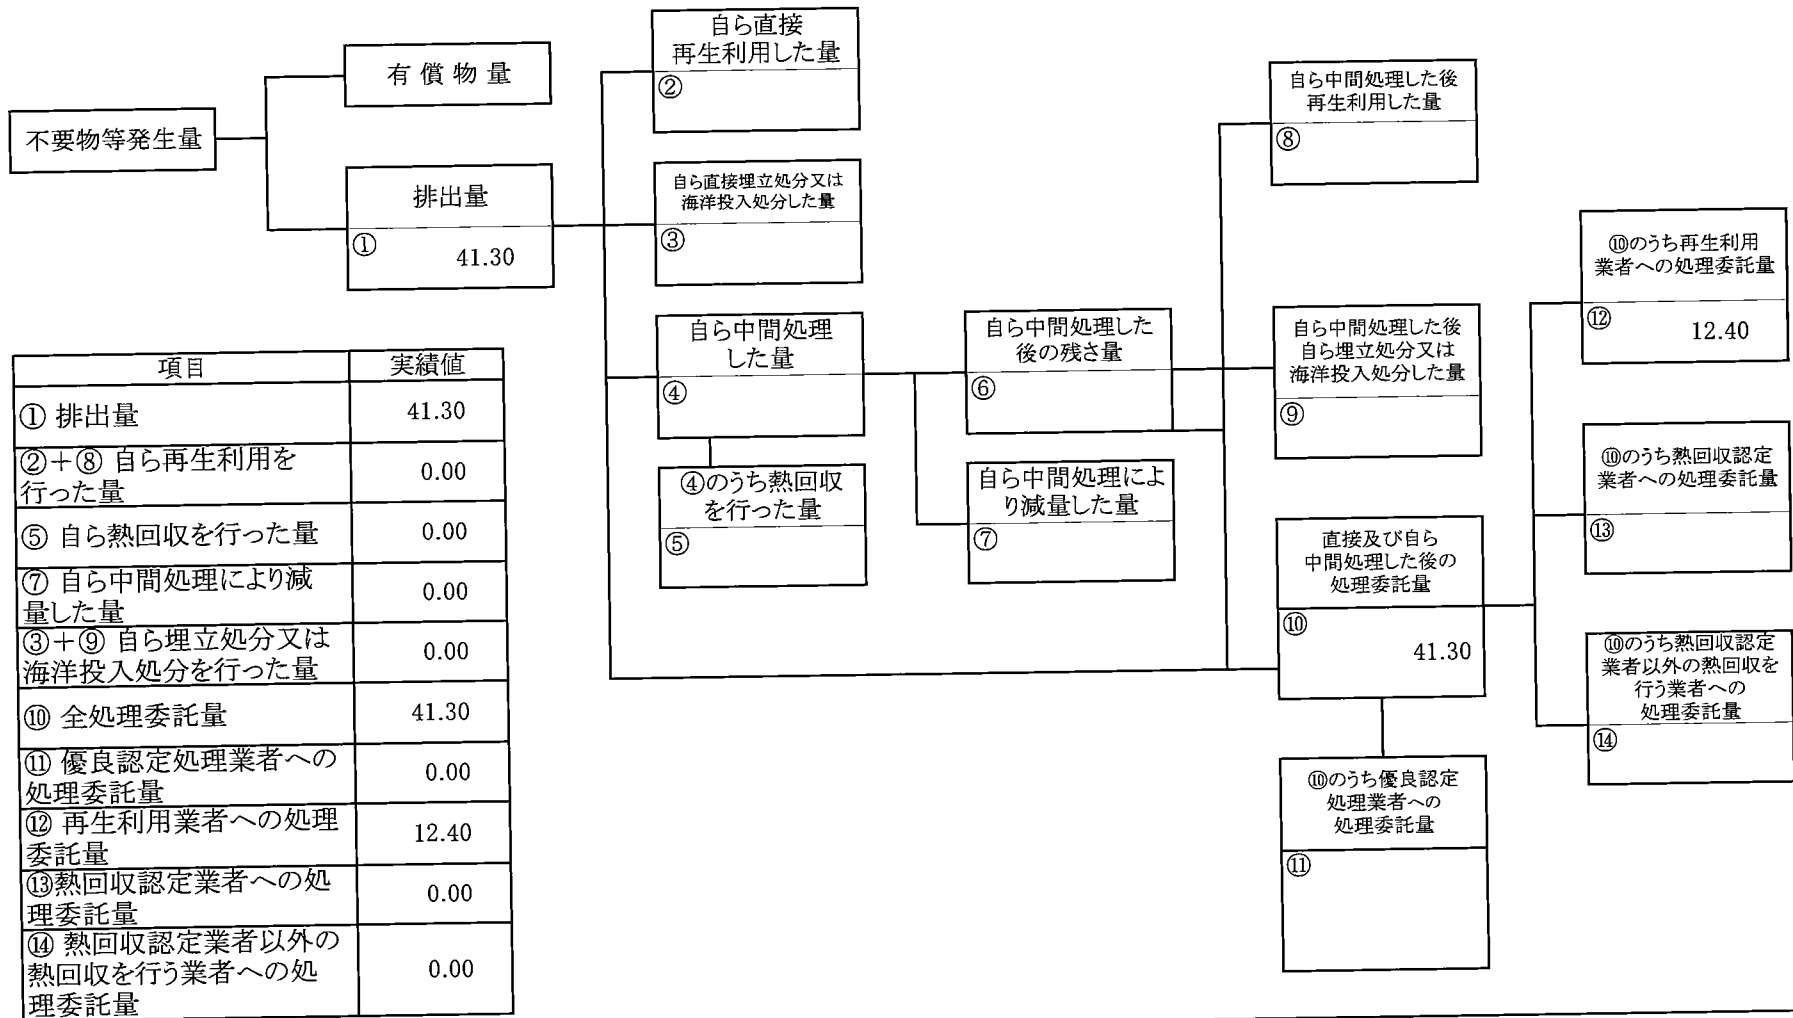 不要物等発生量
有償物量
排出量
①
41.30
自ら直接
再生利用した量
②
自ら直接埋立処分又は
海洋投入処分した量
③
自ら中間処理
した量
④
④のうち熱回収
を行った量
⑤
自ら中間処理した
後の残さ量
⑥
自ら中間処理によ
り減量した量
⑦
自ら中間処理した後
再生利用した量
⑧
自ら中間処理した後
自ら埋立処分又は
海洋投入処分した量
⑨
直接及び自ら
中間処理した後の
処理委託量
⑩
41.30
⑩のうち優良認定
処理業者への
処理委託量
⑪
⑩のうち再生利用
業者への処理委託量
⑫
12.40
⑩のうち熱回収認定
業者への処理委託量
⑬
⑩のうち熱回収認定
業者以外の熱回収を
行う業者への
処理委託量
⑭
項目 実績値
① 排出量 41.30
②+⑧ 自ら再生利用を
行った量 0.00
⑤ 自ら熱回収を行った量 0.00
⑦ 自ら中間処理により減
量した量 0.00
③+⑨ 自ら埋立処分又は
海洋投入処分を行った量 0.00
⑩ 全処理委託量 41.30
⑪ 優良認定処理業者への
処理委託量 0.00
⑫ 再生利用業者への処理
委託量 12.40
⑬熱回収認定業者への処
理委託量 0.00
⑭ 熱回収認定業者以外の
熱回収を行う業者への処
理委託量 0.00